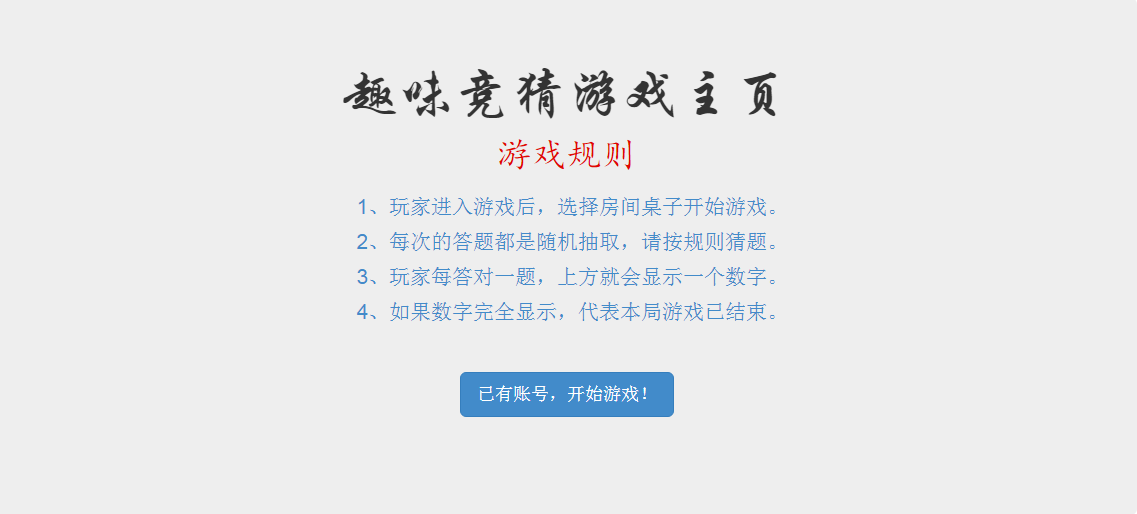 趣味竞猜游戏主页
游戏规则
1、玩家进入游戏后，选择房间桌子开始游戏。
2、每次的答题都是随机抽取，请按规则猜题。
3、玩家每答对一题，上方就会显示一个数字。
4、如果数字完全显示，代表本局游戏已结束。
已有账号，开始游戏！